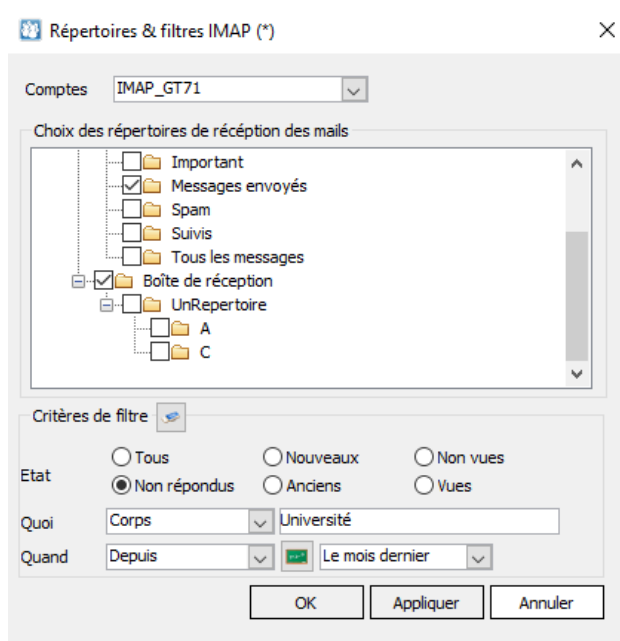 Répertoires & filtres IMAP (*)
Comptes IMAP_GT71
Choix des répertoires de récéption des mails
Important
Messages envoyés
Spam
Suivis
Tous les messages
Boîte de réception
UnRepertoire
A
C
Critères de filtre
Tous Nouveaux Non vues
Etat
Non répondus Anciens Vues
Quoi Corps Université
Quand Depuis Le mois dernier
OK Appliquer Annuler